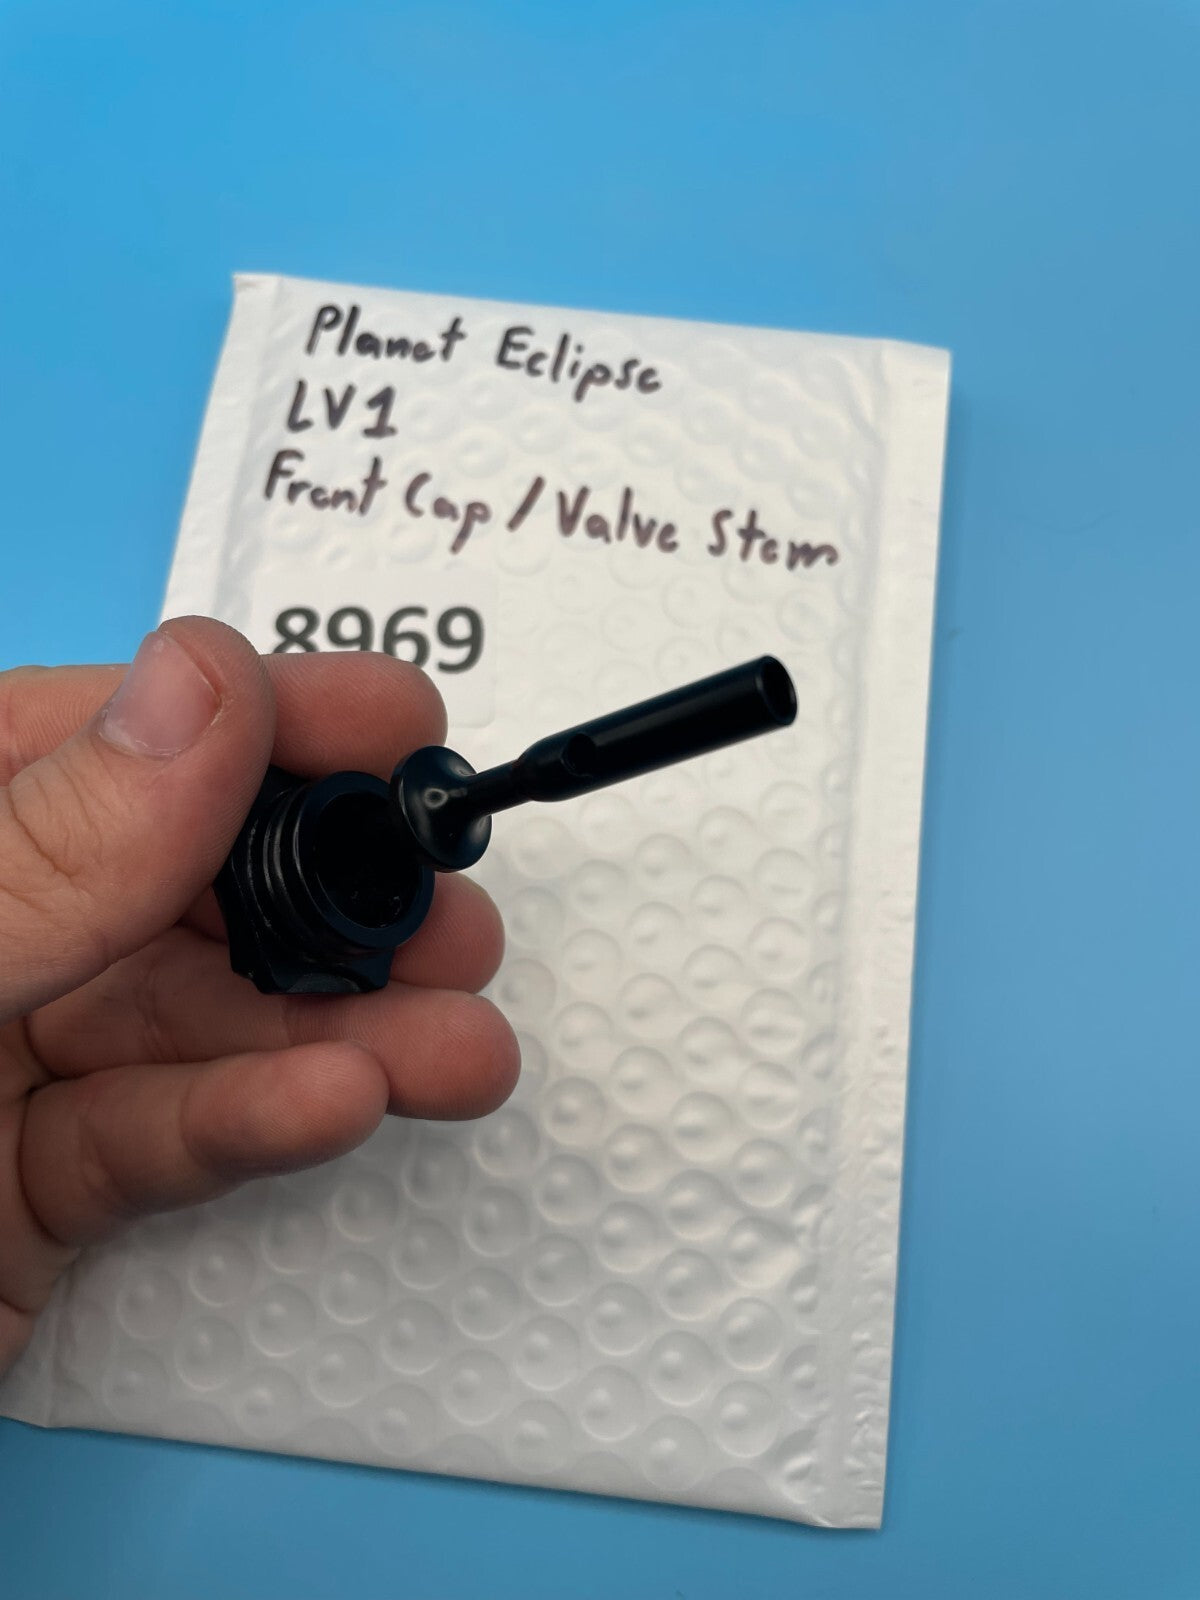 Planet Eclipse
LV1
Front Cap / Valve Stem
8969